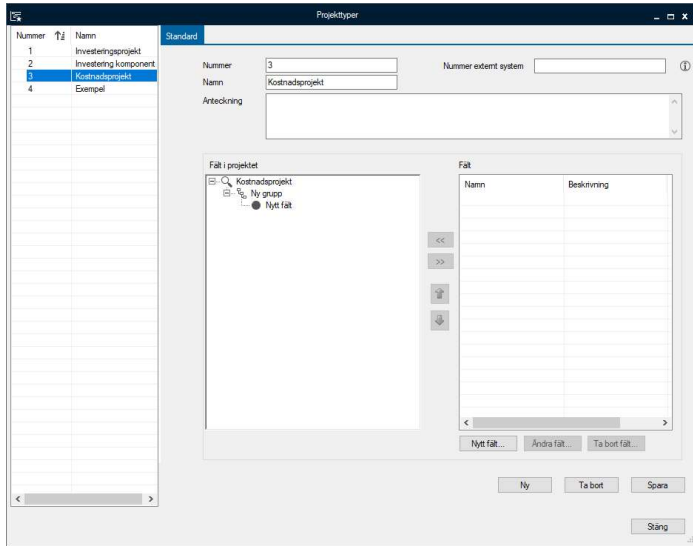 Projekttyper
Nummer Namn
1 Investeringsprojekt
2 Investering komponent
3 Kostnadsprojekt
4 Exempel
Standard
Nummer 3 Nummer externt system
Namn Kostnadsprojekt
Anteckning
Fält i projektet
Kostnadsprojekt
Ny grupp
Nytt fält
<<
>>
Fält
Namn Beskrivning
Nytt fält... Ändra fält... Ta bort fält...
Ny Ta bort Spara
Stäng